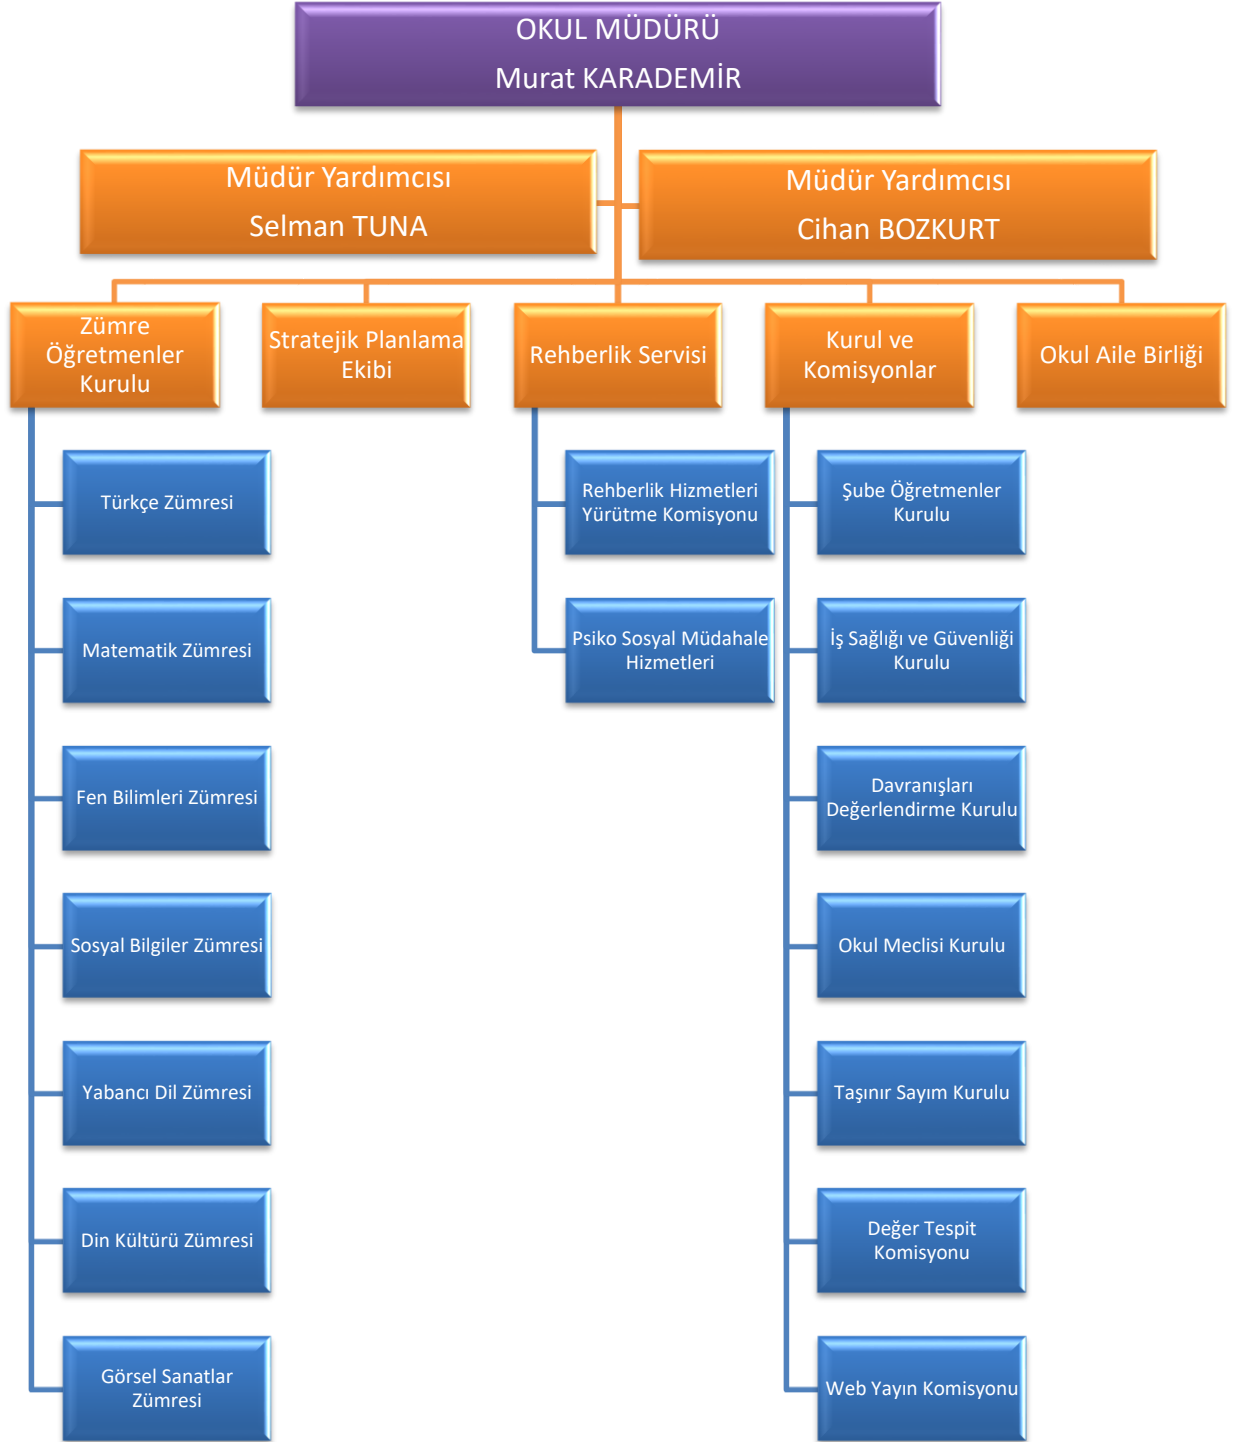 OKUL MÜDÜRÜ
Murat KARADEMİR
Müdür Yardımcısı
Selman TUNA
Müdür Yardımcısı
Cihan BOZKURT
Zümre
Öğretmenler
Kurulu
Stratejik Planlama
Ekibi
Rehberlik Servisi
Kurul ve
Komisyonlar
Okul Aile Birliği
Türkçe Zümresi
Matematik Zümresi
Fen Bilimleri Zümresi
Sosyal Bilgiler Zümresi
Yabancı Dil Zümresi
Din Kültürü Zümresi
Görsel Sanatlar
Zümresi
Rehberlik Hizmetleri
Yürütme Komisyonu
Psiko Sosyal Müdahale
Hizmetleri
Şube Öğretmenler
Kurulu
İş Sağlığı ve Güvenliği
Kurulu
Davranışları
Değerlendirme Kurulu
Okul Meclisi Kurulu
Taşınır Sayım Kurulu
Değer Tespit
Komisyonu
Web Yayın Komisyonu